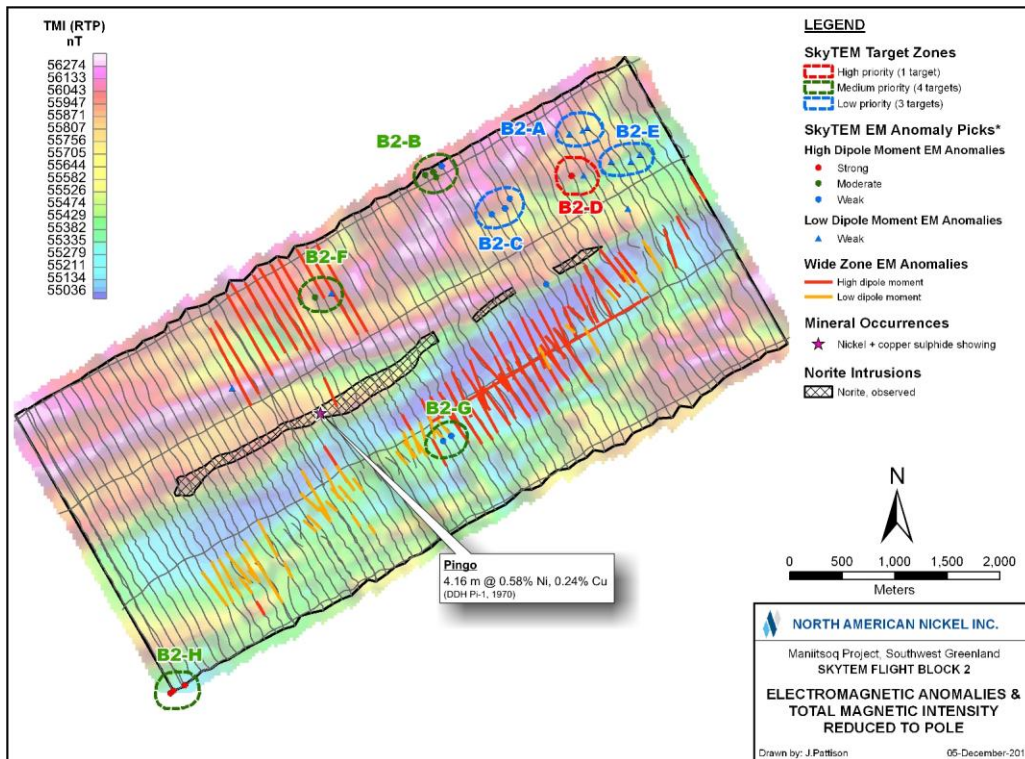 TMI (RTP)
nT
56274
56133
56043
55947
55871
55807
55756
55705
55644
55582
55526
55474
55429
55382
55335
55279
55211
55134
55036
B2-A
B2-E
B2-B
B2-D
B2-C
B2-F
B2-G
B2-H
Pingo
4.16 m @ 0.58% Ni, 0.24% Cu
(DDH Pi-1, 1970)
LEGEND
SkyTEM Target Zones
High priority (1 target)
Medium priority (4 targets)
Low priority (3 targets)
SkyTEM EM Anomaly Picks*
High Dipole Moment EM Anomalies
Strong
Moderate
Weak
Low Dipole Moment EM Anomalies
Weak
Wide Zone EM Anomalies
High dipole moment
Low dipole moment
Mineral Occurrences
Nickel + copper sulphide showing
Norite Intrusions
Norite, observed
N
0 500 1,000 1,500 2,000
Meters
NORTH AMERICAN NICKEL INC.
Maniitsoq Project, Southwest Greenland
SKYTEM FLIGHT BLOCK 2
ELECTROMAGNETIC ANOMALIES &
TOTAL MAGNETIC INTENSITY
REDUCED TO POLE
Drawn by: J.Pattison 05-December-201